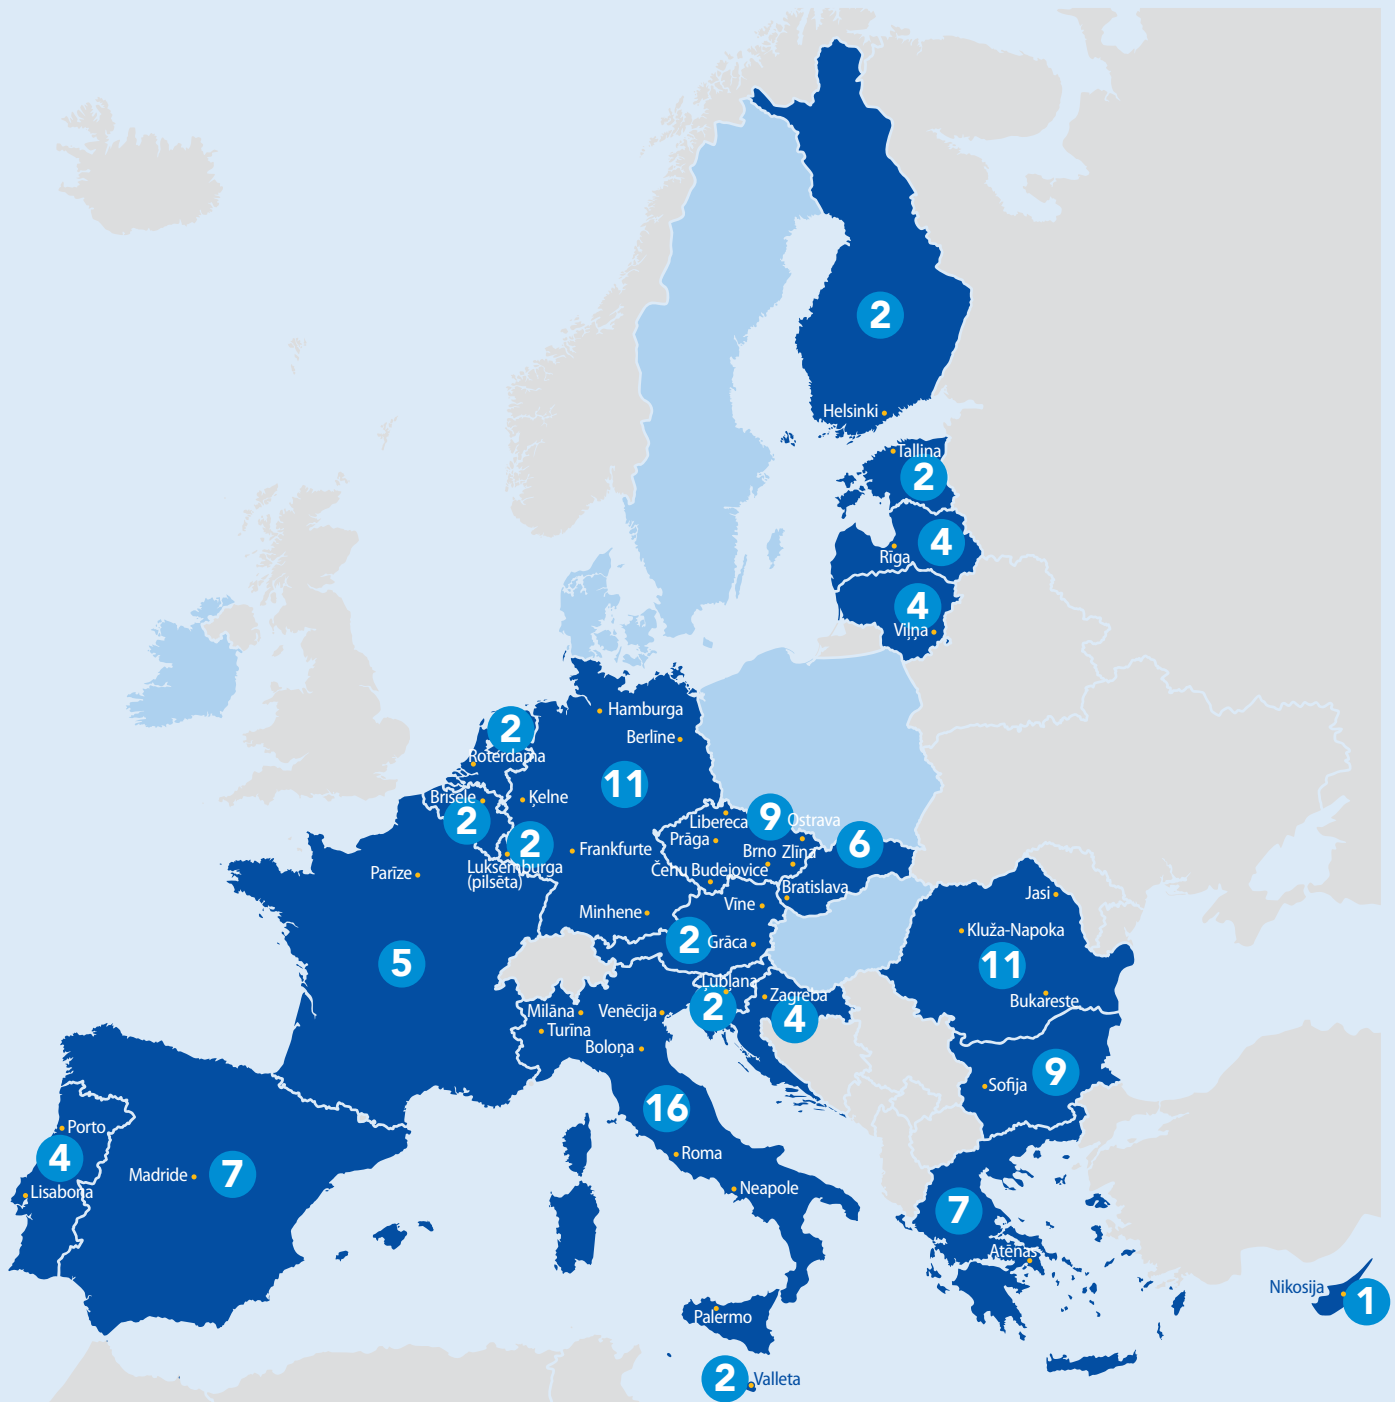 2
Helsinki
Tallina
2
4
Rīga
4
Viļņa
Hamburga
2
Berlīne
Roterdama
11
Ķelne
Brisele
2
9
Ostrava
Libereca
Prāga
6
2
Frankfurte
Brno
Zlīna
Luksemburga
(pilsēta)
Čehu Budejovice
Parīze
Bratislava
Jasi
Vīne
Minhene
Kluža-Napoka
2
Grāca
5
11
Ļubļana
Zagreba
Bukareste
2
4
Milāna
Venēcija
Turīna
Boloņa
9
Sofija
16
Porto
4
Roma
Madride
7
Lisabona
Neapole
7
Atēnas
Nikosija
1
Palermo
2
Valleta